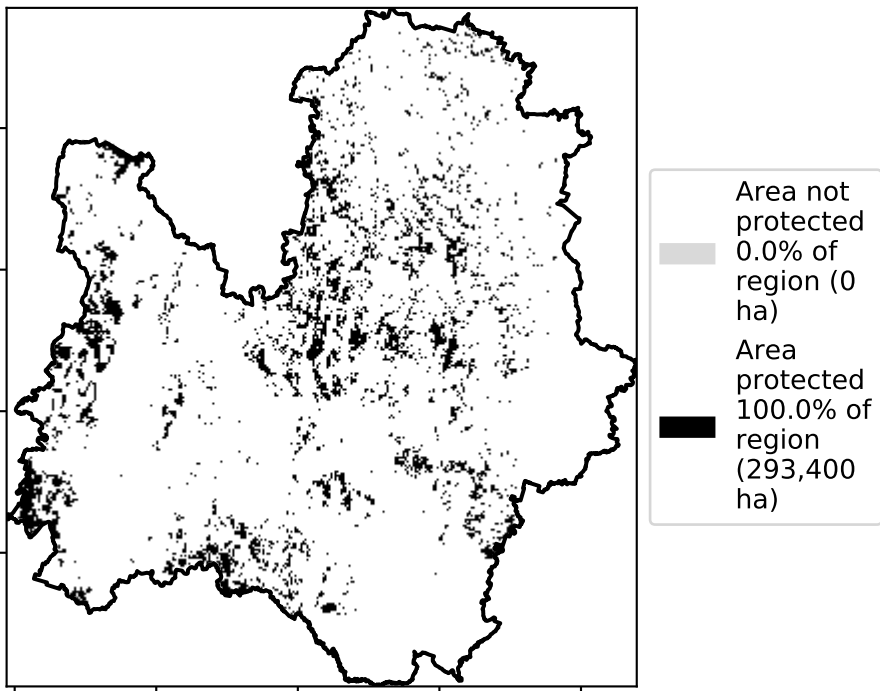 Area not
protected
0.0% of
region (0
ha)
Area
protected
100.0% of
region
(293,400
ha)